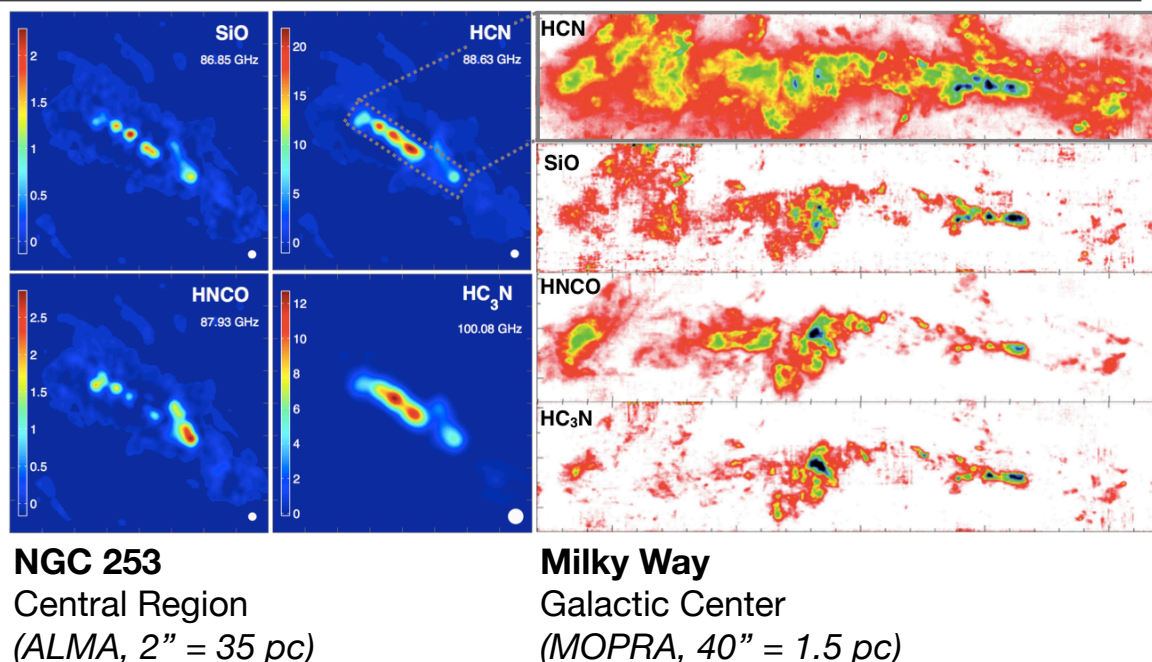 SiO
86.85 GHz
2
1.5
1
0.5
0
HCN
88.63 GHz
20
15
10
5
0
HNCO
87.93 GHz
2.5
2
1.5
1
0.5
0
HC3N
100.08 GHz
12
10
8
6
4
2
0
HCN
SiO
HNCO
HC3N
NGC 253
Central Region
(ALMA, 2” = 35 pc)
Milky Way
Galactic Center
(MOPRA, 40” = 1.5 pc)